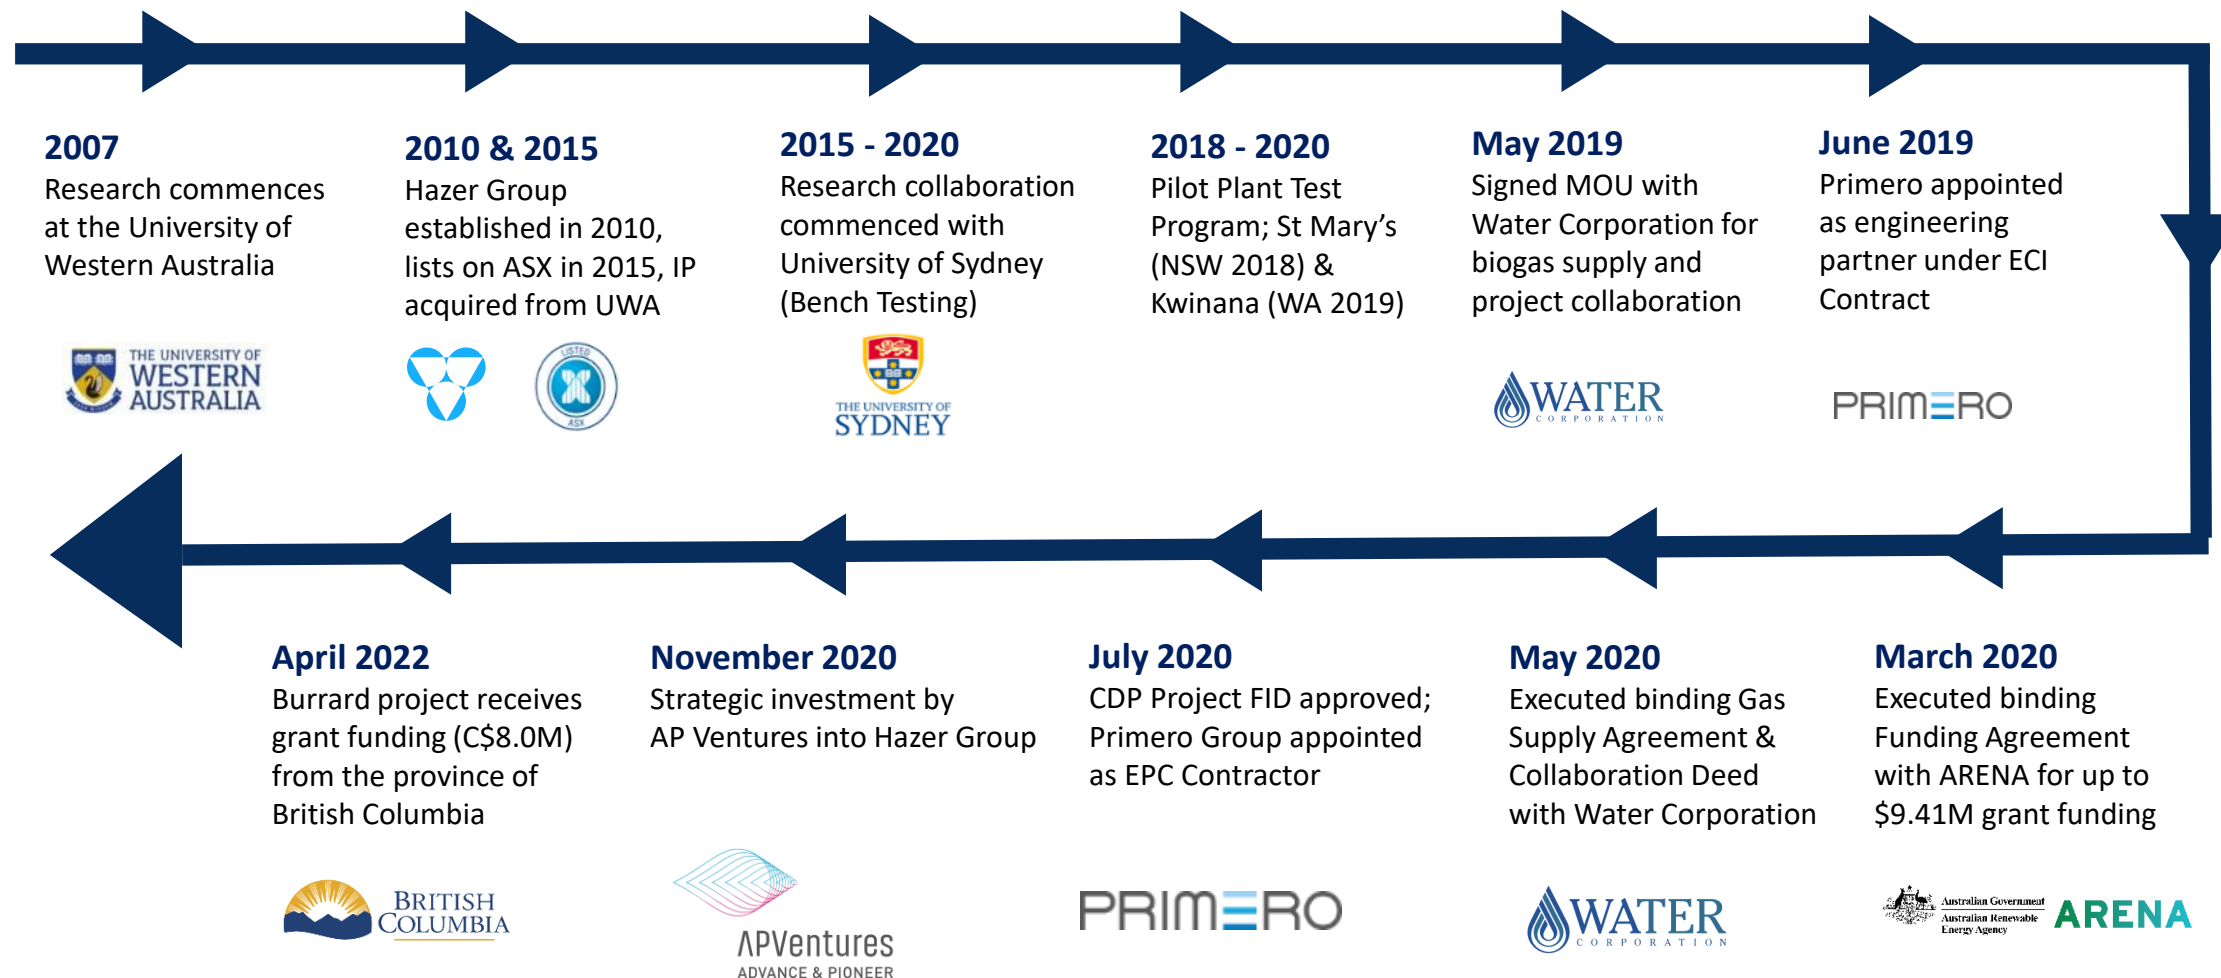 2007
Research commences
at the University of
Western Australia
THE UNIVERSITY OF
WESTERN
AUSTRALIA
2010 & 2015
Hazer Group
established in 2010,
lists on ASX in 2015, IP
acquired from UWA
LISTED
ASX
2015 - 2020
Research collaboration
commenced with
University of Sydney
(Bench Testing)
THE UNIVERSITY OF
SYDNEY
2018 - 2020
Pilot Plant Test
Program; St Mary’s
(NSW 2018) &
Kwinana (WA 2019)
May 2019
Signed MOU with
Water Corporation for
biogas supply and
project collaboration
WATER
CORPORATION
June 2019
Primero appointed
as engineering
partner under ECI
Contract
PRIMERO
March 2020
Executed binding
Funding Agreement
with ARENA for up to
$9.41M grant funding
Australian Government
Australian Renewable
Energy Agency
ARENA
May 2020
Executed binding Gas
Supply Agreement &
Collaboration Deed
with Water Corporation
WATER
CORPORATION
July 2020
CDP Project FID approved;
Primero Group appointed
as EPC Contractor
PRIMERO
November 2020
Strategic investment by
AP Ventures into Hazer Group
APVentures
ADVANCE & PIONEER
April 2022
Burrard project receives
grant funding (C$8.0M)
from the province of
British Columbia
BRITISH
COLUMBIA